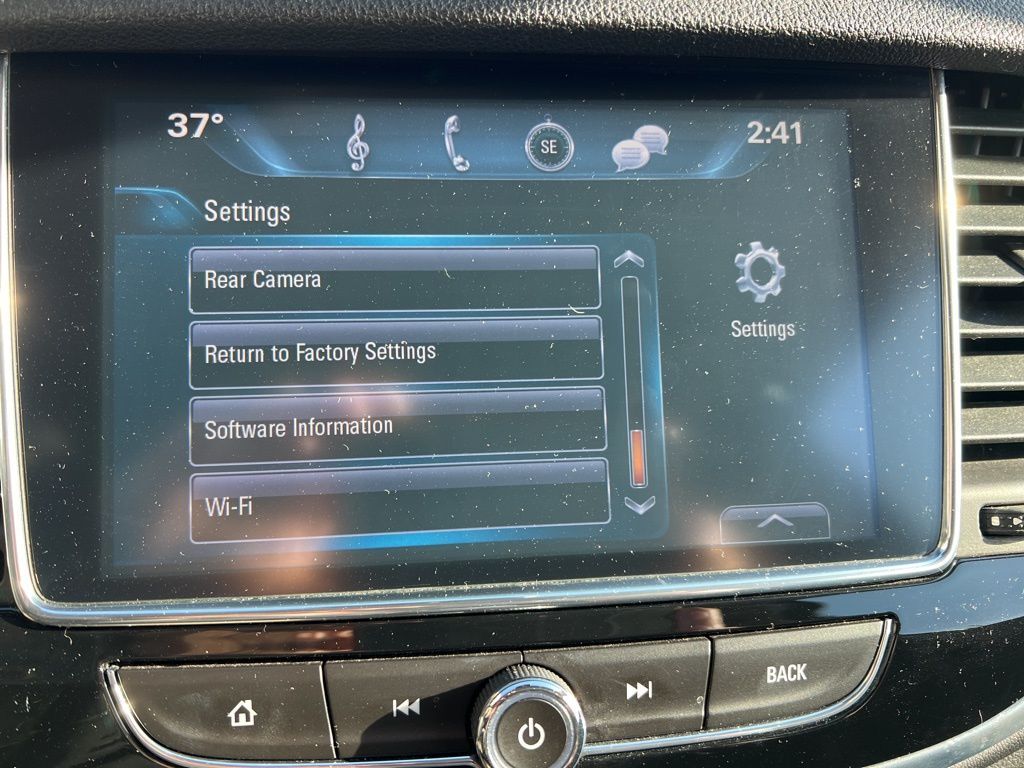 37°
SE
2:41
Settings
Rear Camera
Return to Factory Settings
Software Information
Wi-Fi
Settings
BACK